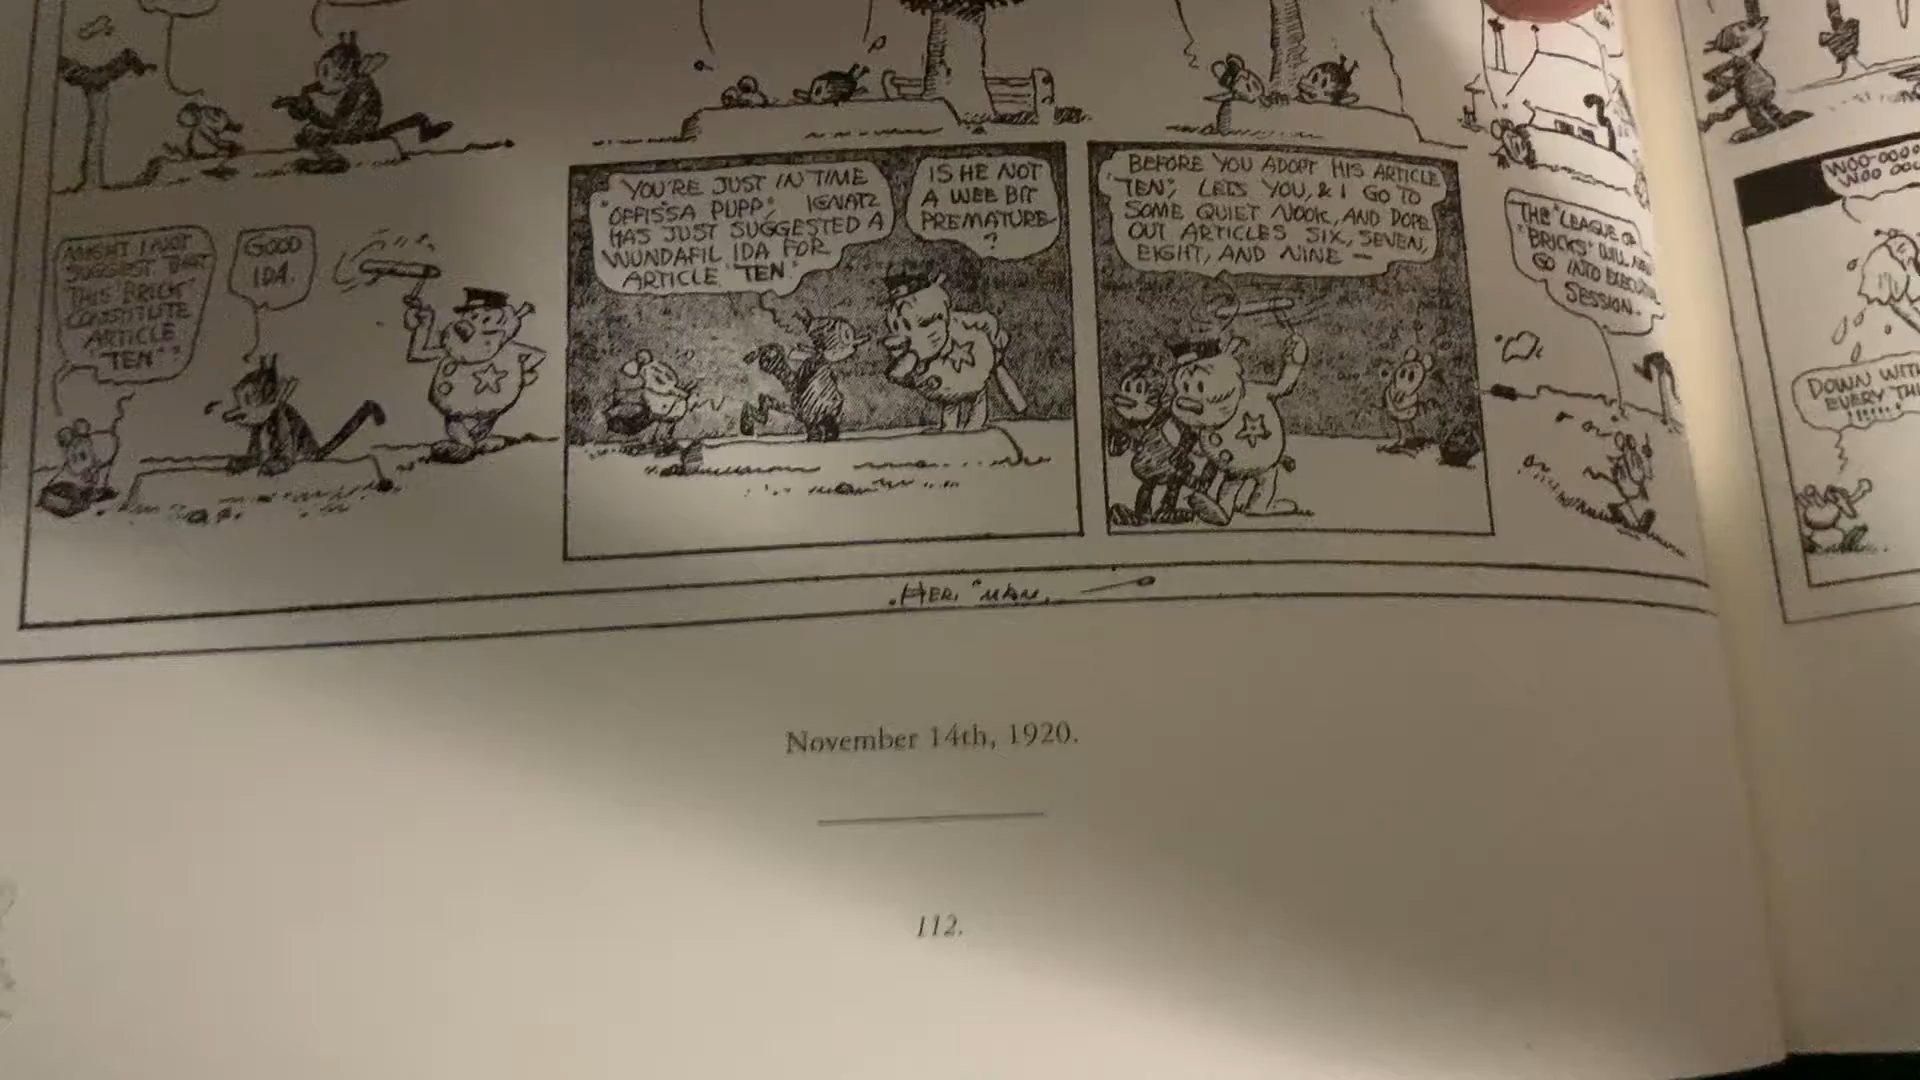 MIGHT I NOT
SUGGEST THAT
THIS "BRICK"
CONSTITUTE
ARTICLE
"TEN"?
GOOD
IDA.
YOU'RE JUST IN TIME
"OFFISSA PUPP," IGNATZ
HAS JUST SUGGESTED A
WUNDAFIL IDA FOR
ARTICLE "TEN"
IS HE NOT
A WEE BIT
PREMATURE
?
BEFORE YOU ADOPT HIS ARTICLE
"TEN", LETS YOU, & I GO TO
SOME QUIET NOOK, AND DOPE
OUT ARTICLES SIX, SEVEN,
EIGHT, AND NINE —
THE "LEAGUE OF
"BRICKS" WILL NOW
GO INTO EXECUTIVE
SESSION.
HERRIMAN
November 14th, 1920.
112.
DOWN WITH
EVERY
!!!!!!